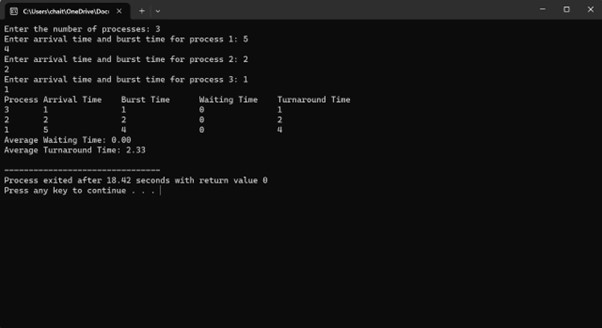 C:\Users\chait\OneDrive\Doc
Enter the number of processes: 3
Enter arrival time and burst time for process 1: 5
4
Enter arrival time and burst time for process 2: 2
2
Enter arrival time and burst time for process 3: 1
1
Process Arrival Time Burst Time Waiting Time Turnaround Time
3 1 1 0 1
2 2 2 0 2
1 5 4 0 4
Average Waiting Time: 0.00
Average Turnaround Time: 2.33
--------------------------------
Process exited after 18.42 seconds with return value 0
Press any key to continue . . .